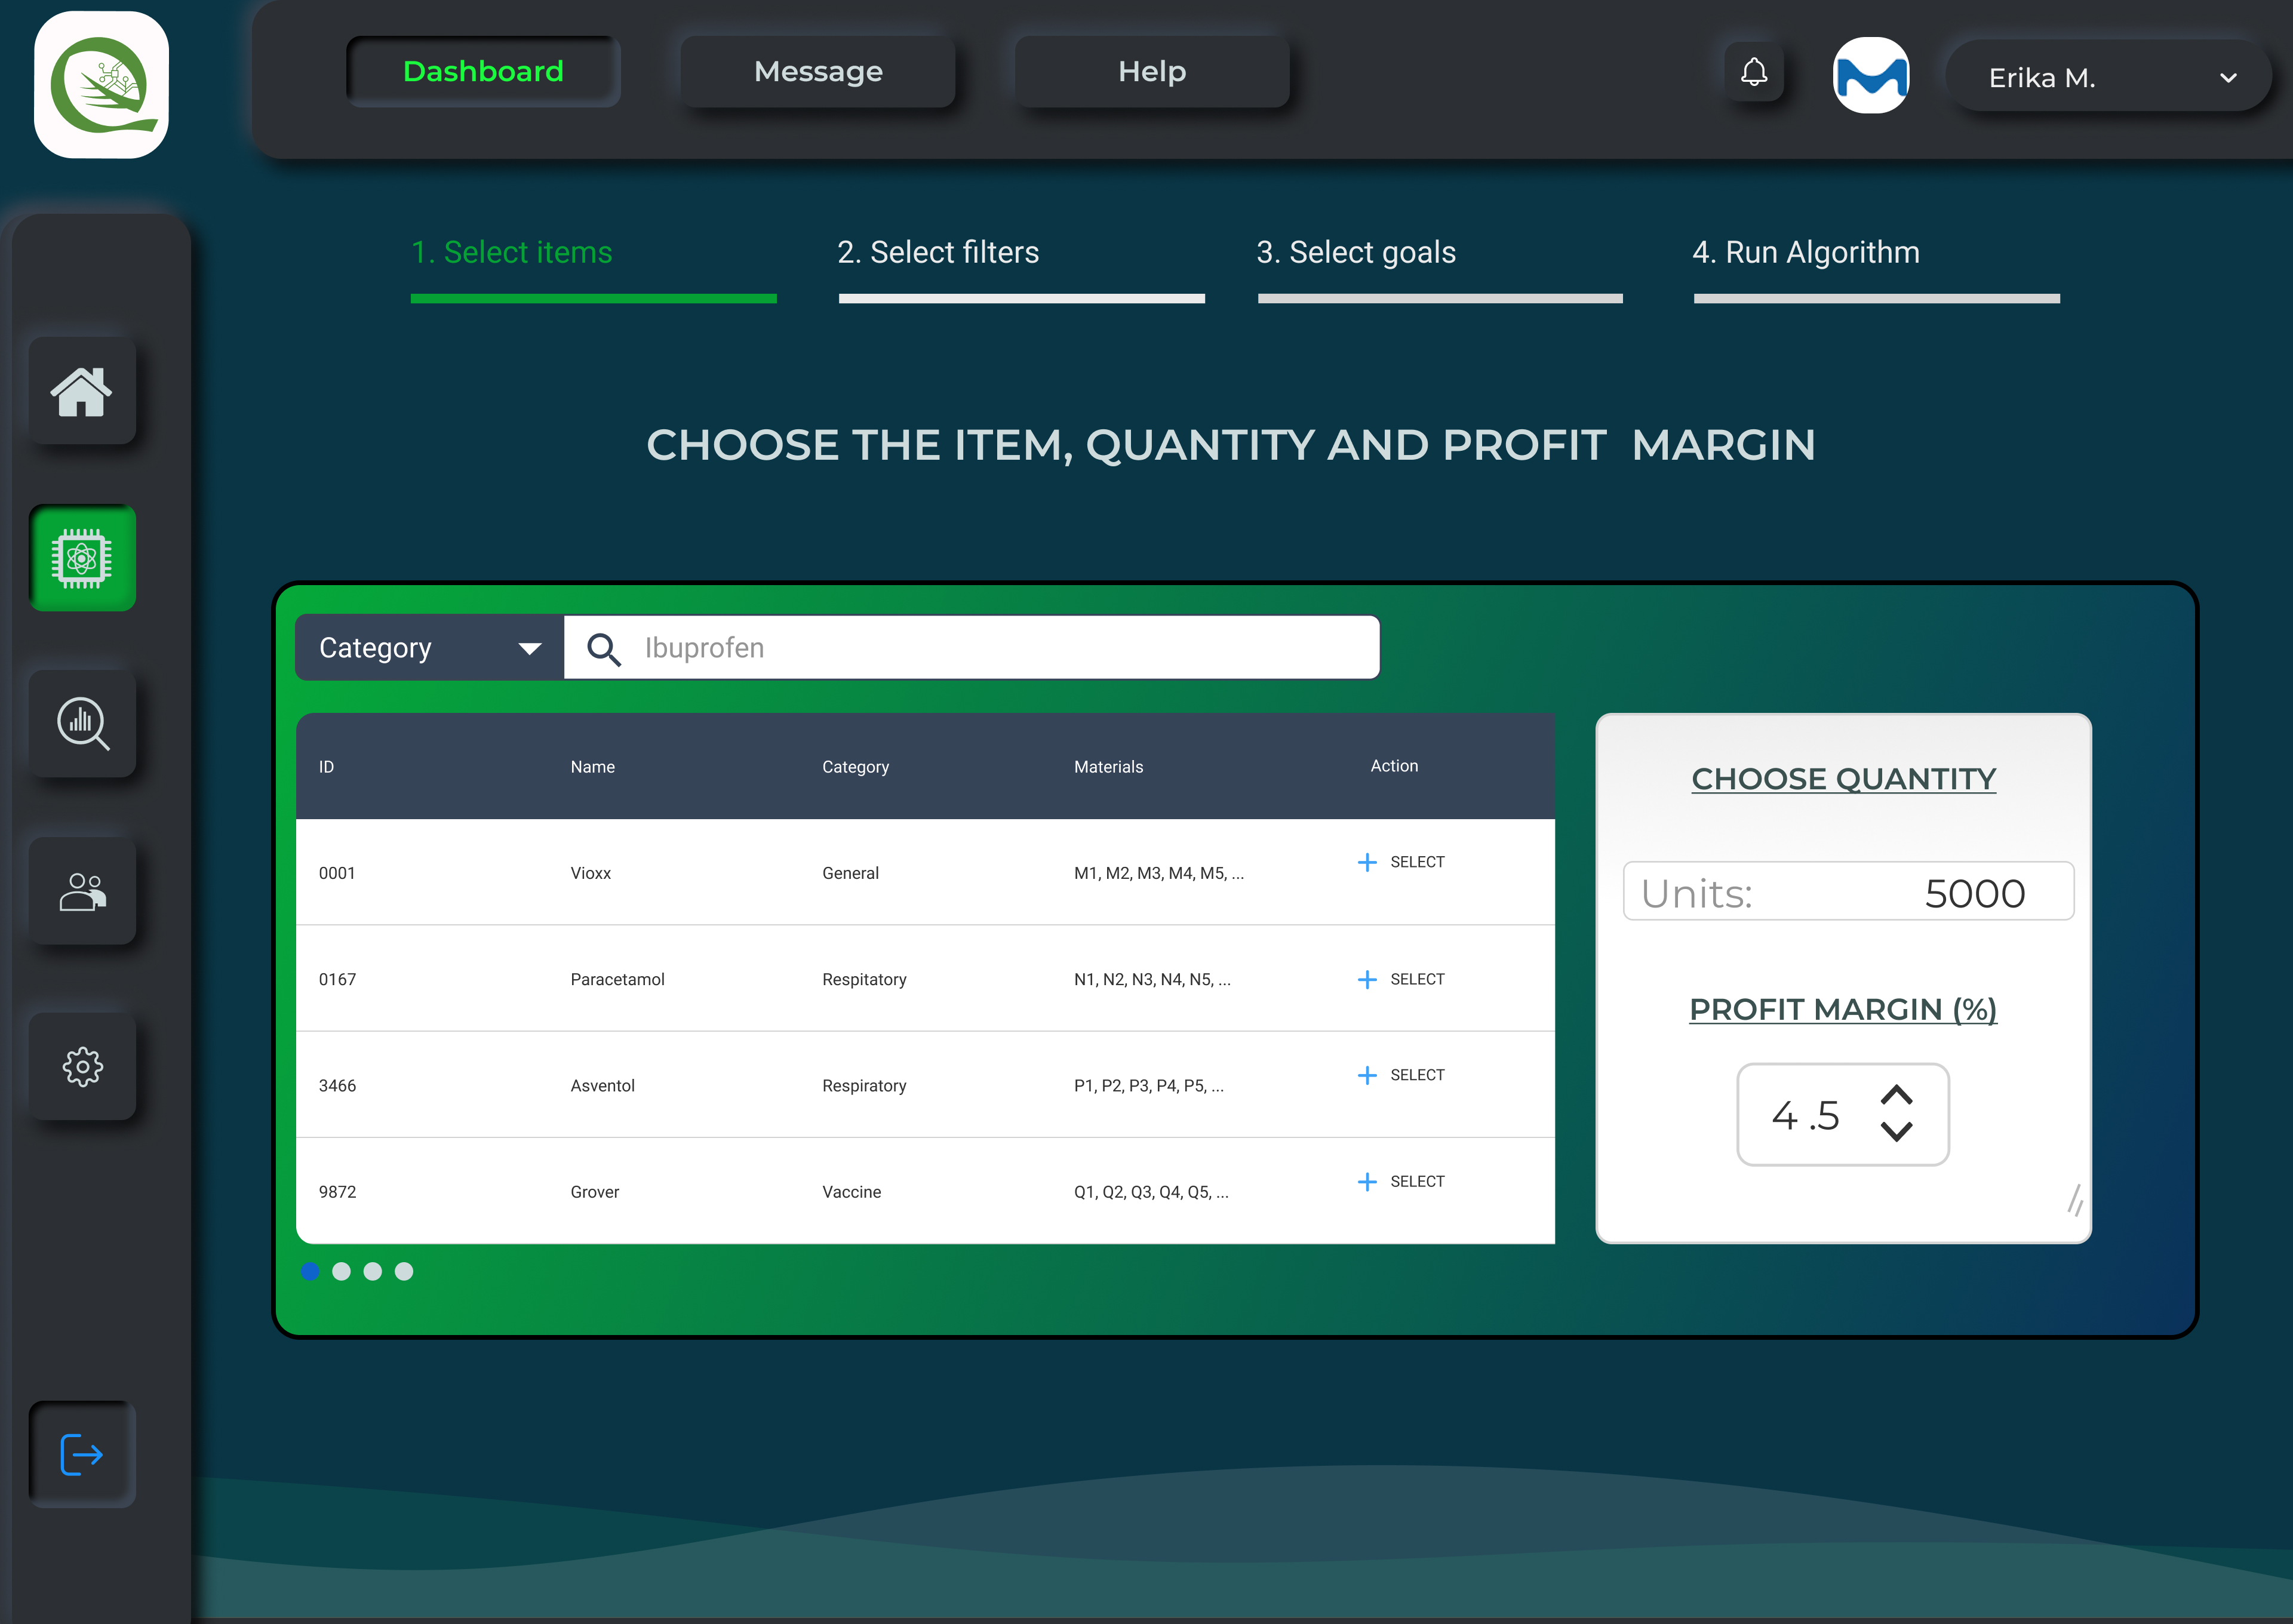 Dashboard
Message
Help
Erika M.
1. Select items
2. Select filters
3. Select goals
4. Run Algorithm
CHOOSE THE ITEM, QUANTITY AND PROFIT MARGIN
Category
Ibuprofen
ID Name Category Materials Action
0001 Vioxx General M1, M2, M3, M4, M5, ... SELECT
0167 Paracetamol Respitatory N1, N2, N3, N4, N5, ... SELECT
3466 Asventol Respiratory P1, P2, P3, P4, P5, ... SELECT
9872 Grover Vaccine Q1, Q2, Q3, Q4, Q5, ... SELECT
CHOOSE QUANTITY
Units: 5000
PROFIT MARGIN (%)
4 .5